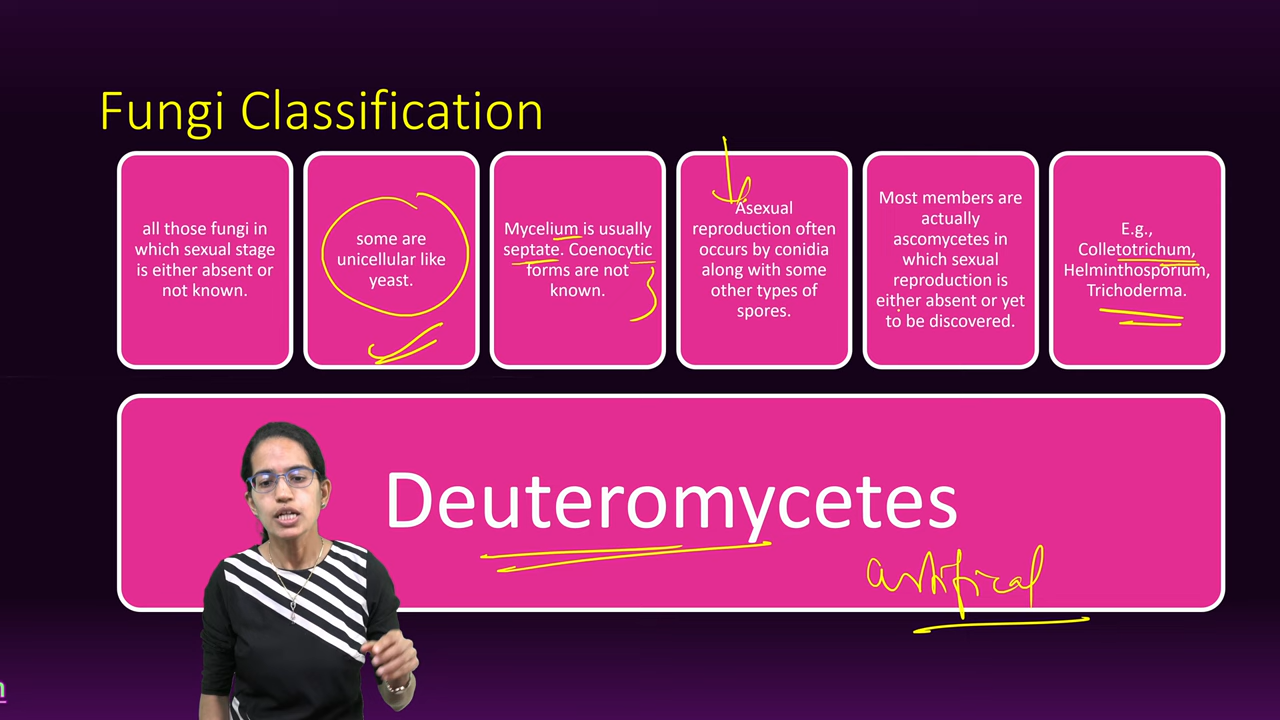 Fungi Classification
all those fungi in
which sexual stage
is either absent or
not known.
some are
unicellular like
yeast.
Mycelium is usually
septate. Coenocytic
forms are not
known.
Asexual
reproduction often
occurs by conidia
along with some
other types of
spores.
Most members are
actually
ascomycetes in
which sexual
reproduction is
either absent or yet
to be discovered.
E.g.,
Colletotrichum,
Helminthosporium,
Trichoderma.
Deuteromycetes
artifical